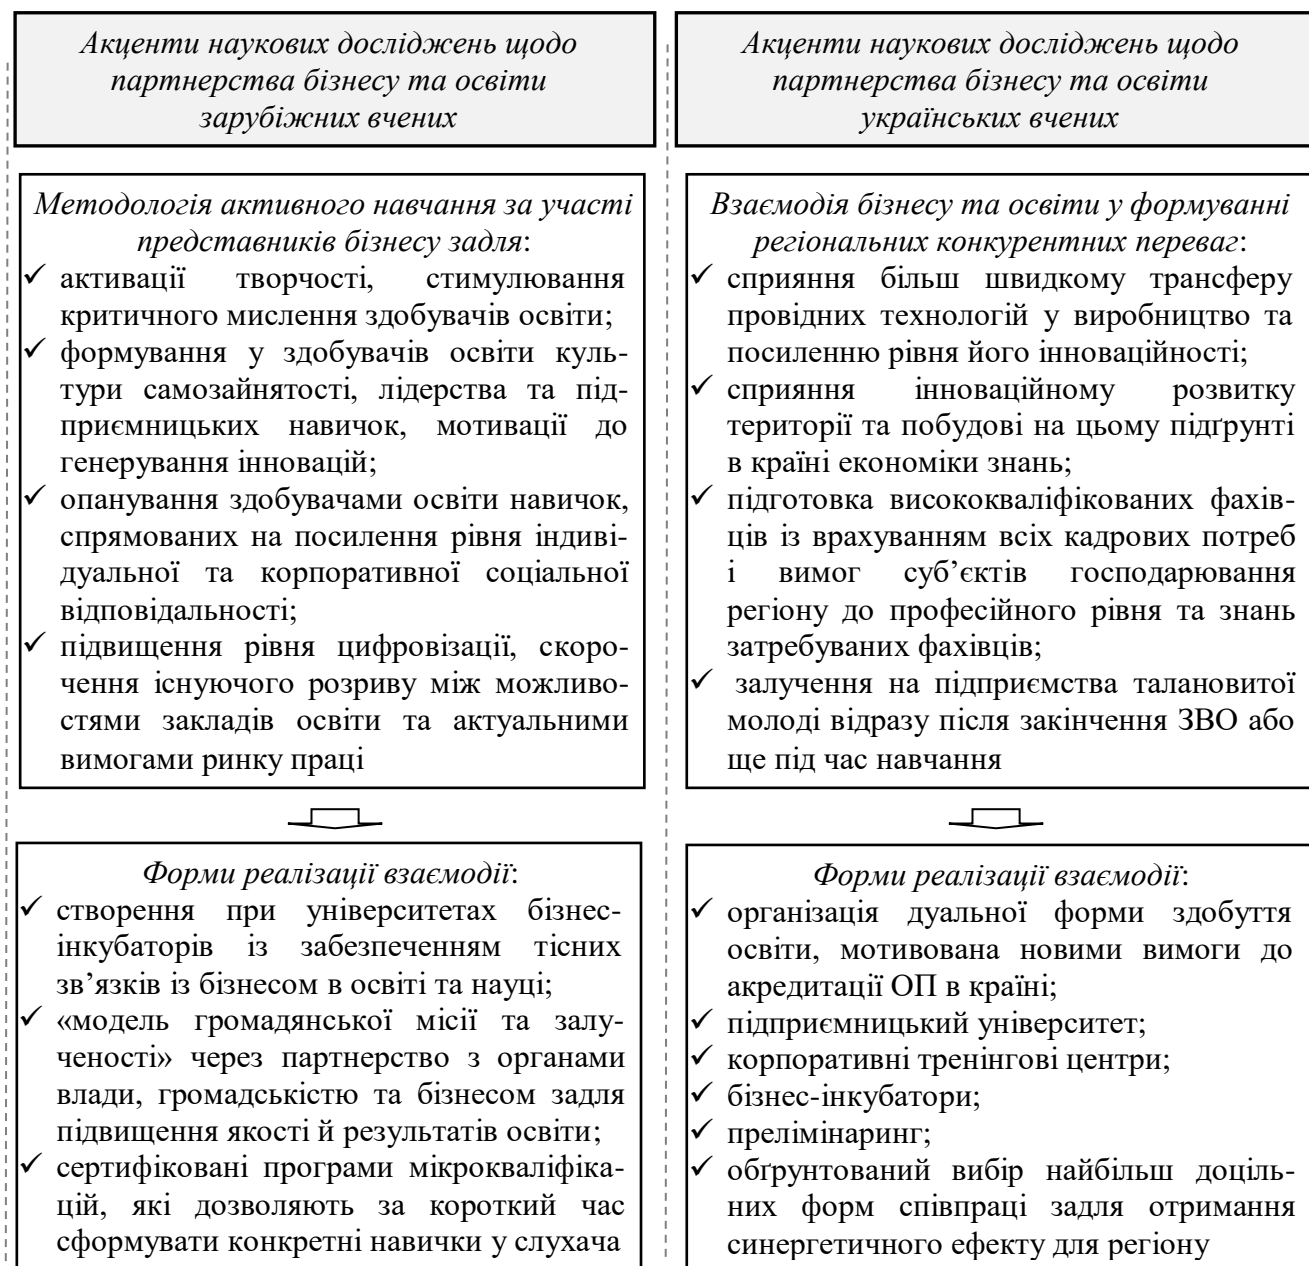 Акценти наукових досліджень щодо
партнерства бізнесу та освіти
зарубіжних вчених
Методологія активного навчання за участі
представників бізнесу задля:
✓ активації творчості, стимулювання
критичного мислення здобувачів освіти;
✓ формування у здобувачів освіти куль-
тури самозайнятості, лідерства та під-
приємницьких навичок, мотивації до
генерування інновацій;
✓ опанування здобувачами освіти навичок,
спрямованих на посилення рівня індиві-
дуальної та корпоративної соціальної
відповідальності;
✓ підвищення рівня цифровізації, скоро-
чення існуючого розриву між можливо-
стями закладів освіти та актуальними
вимогами ринку праці
Форми реалізації взаємодії:
✓ створення при університетах бізнес-
інкубаторів із забезпеченням тісних
зв’язків із бізнесом в освіті та науці;
✓ «модель громадянської місії та залу-
ченості» через партнерство з органами
влади, громадськістю та бізнесом задля
підвищення якості й результатів освіти;
✓ сертифіковані програми мікрокваліфіка-
цій, які дозволяють за короткий час
сформувати конкретні навички у слухача
Акценти наукових досліджень щодо
партнерства бізнесу та освіти
українських вчених
Взаємодія бізнесу та освіти у формуванні
регіональних конкурентних переваг:
✓ сприяння більш швидкому трансферу
провідних технологій у виробництво та
посиленню рівня його інноваційності;
✓ сприяння інноваційному розвитку
території та побудові на цьому підґрунті
в країні економіки знань;
✓ підготовка висококваліфікованих фахів-
ців із врахуванням всіх кадрових потреб
і вимог суб’єктів господарювання
регіону до професійного рівня та знань
затребуваних фахівців;
✓ залучення на підприємства талановитої
молоді відразу після закінчення ЗВО або
ще під час навчання
Форми реалізації взаємодії:
✓ організація дуальної форми здобуття
освіти, мотивована новими вимоги до
акредитації ОП в країні;
✓ підприємницький університет;
✓ корпоративні тренінгові центри;
✓ бізнес-інкубатори;
✓ прелімінаринг;
✓ обґрунтований вибір найбільш доціль-
них форм співпраці задля отримання
синергетичного ефекту для регіону